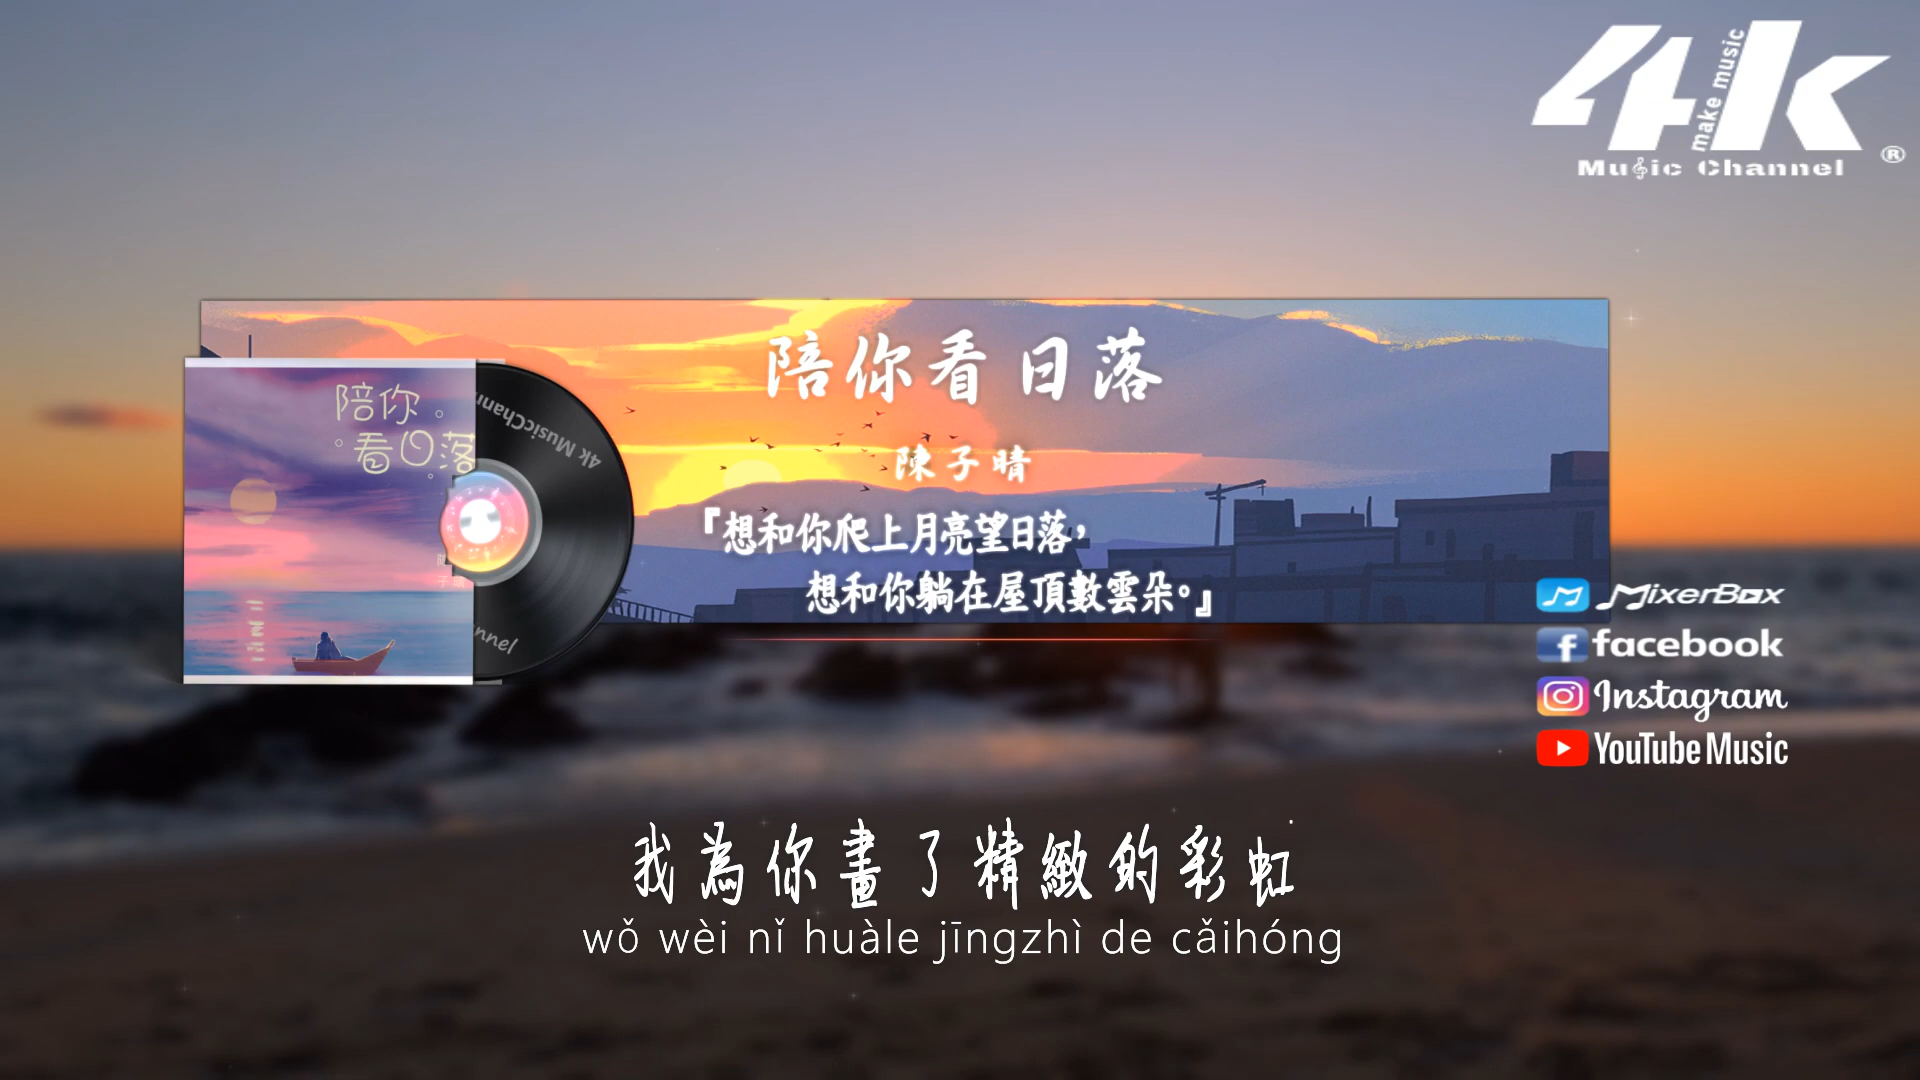 4k
make music
Music Channel
®
陪你看日落
陳子晴
『想和你爬上月亮望日落，
想和你躺在屋頂數雲朵。』
陪你。
。看日落
4k MusicChann
nnel
MixerBox
facebook
Instagram
YouTube Music
我為你畫了精緻的彩虹
wǒ wèi nǐ huàle jīngzhì de cǎihóng